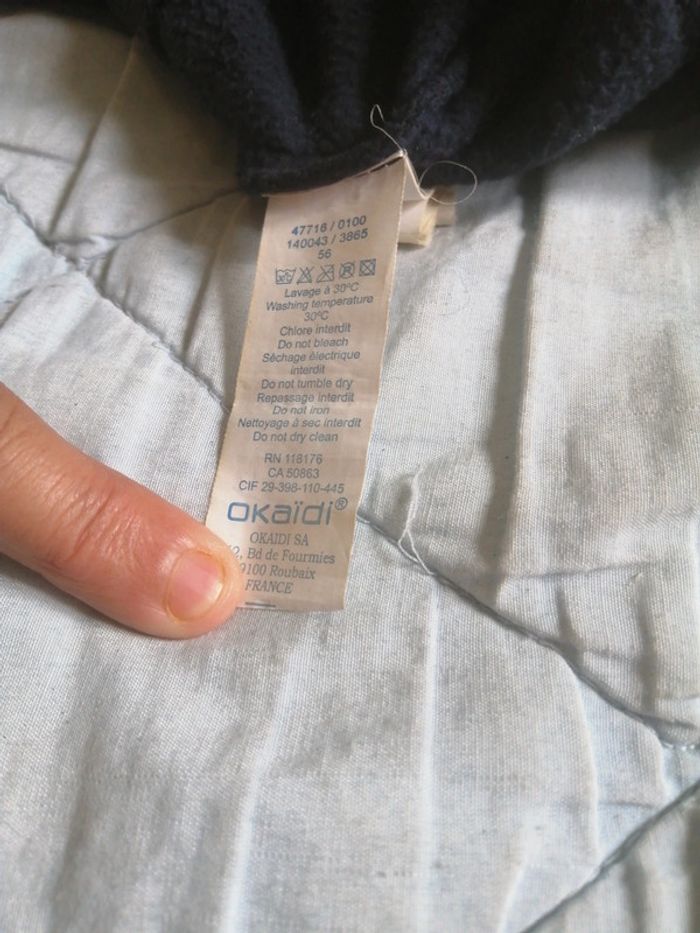 47716 / 0100
140043 / 3865
56
Lavage à 30°C
Washing temperature
30°C
Chlore interdit
Do not bleach
Séchage électrique
interdit
Do not tumble dry
Repassage interdit
Do not iron
Nettoyage à sec interdit
Do not dry clean
RN 118176
CA 50863
CIF 29-398-110-445
okaïdi®
OKAIDI SA
Bd de Fourmies
Roubaix
FRANCE